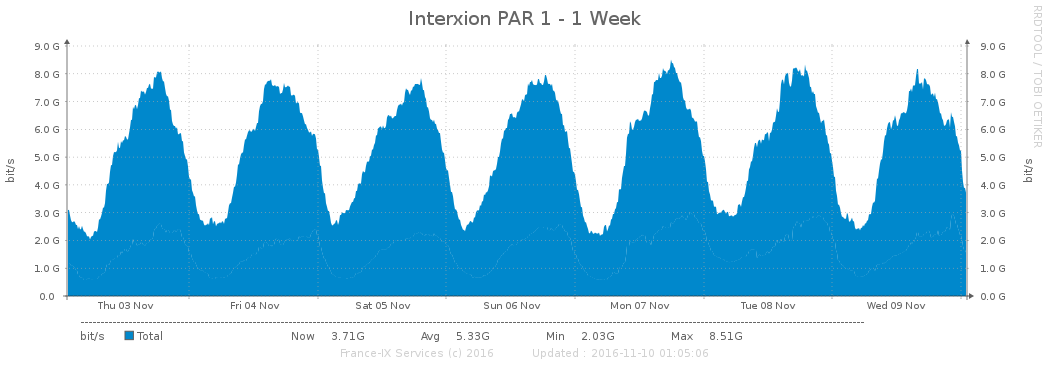 Interxion PAR 1 - 1 Week
RRDTOOL / TOBI OETIKER
9.0 G 9.0 G
8.0 G 8.0 G
7.0 G 7.0 G
6.0 G 6.0 G
5.0 G 5.0 G
4.0 G 4.0 G
3.0 G 3.0 G
2.0 G 2.0 G
1.0 G 1.0 G
0.0 0.0 G
bit/s bit/s
Thu 03 Nov Fri 04 Nov Sat 05 Nov Sun 06 Nov Mon 07 Nov Tue 08 Nov Wed 09 Nov
bit/s Total Now 3.71G Avg 5.33G Min 2.03G Max 8.51G
France-IX Services (c) 2016 Updated : 2016-11-10 01:05:06